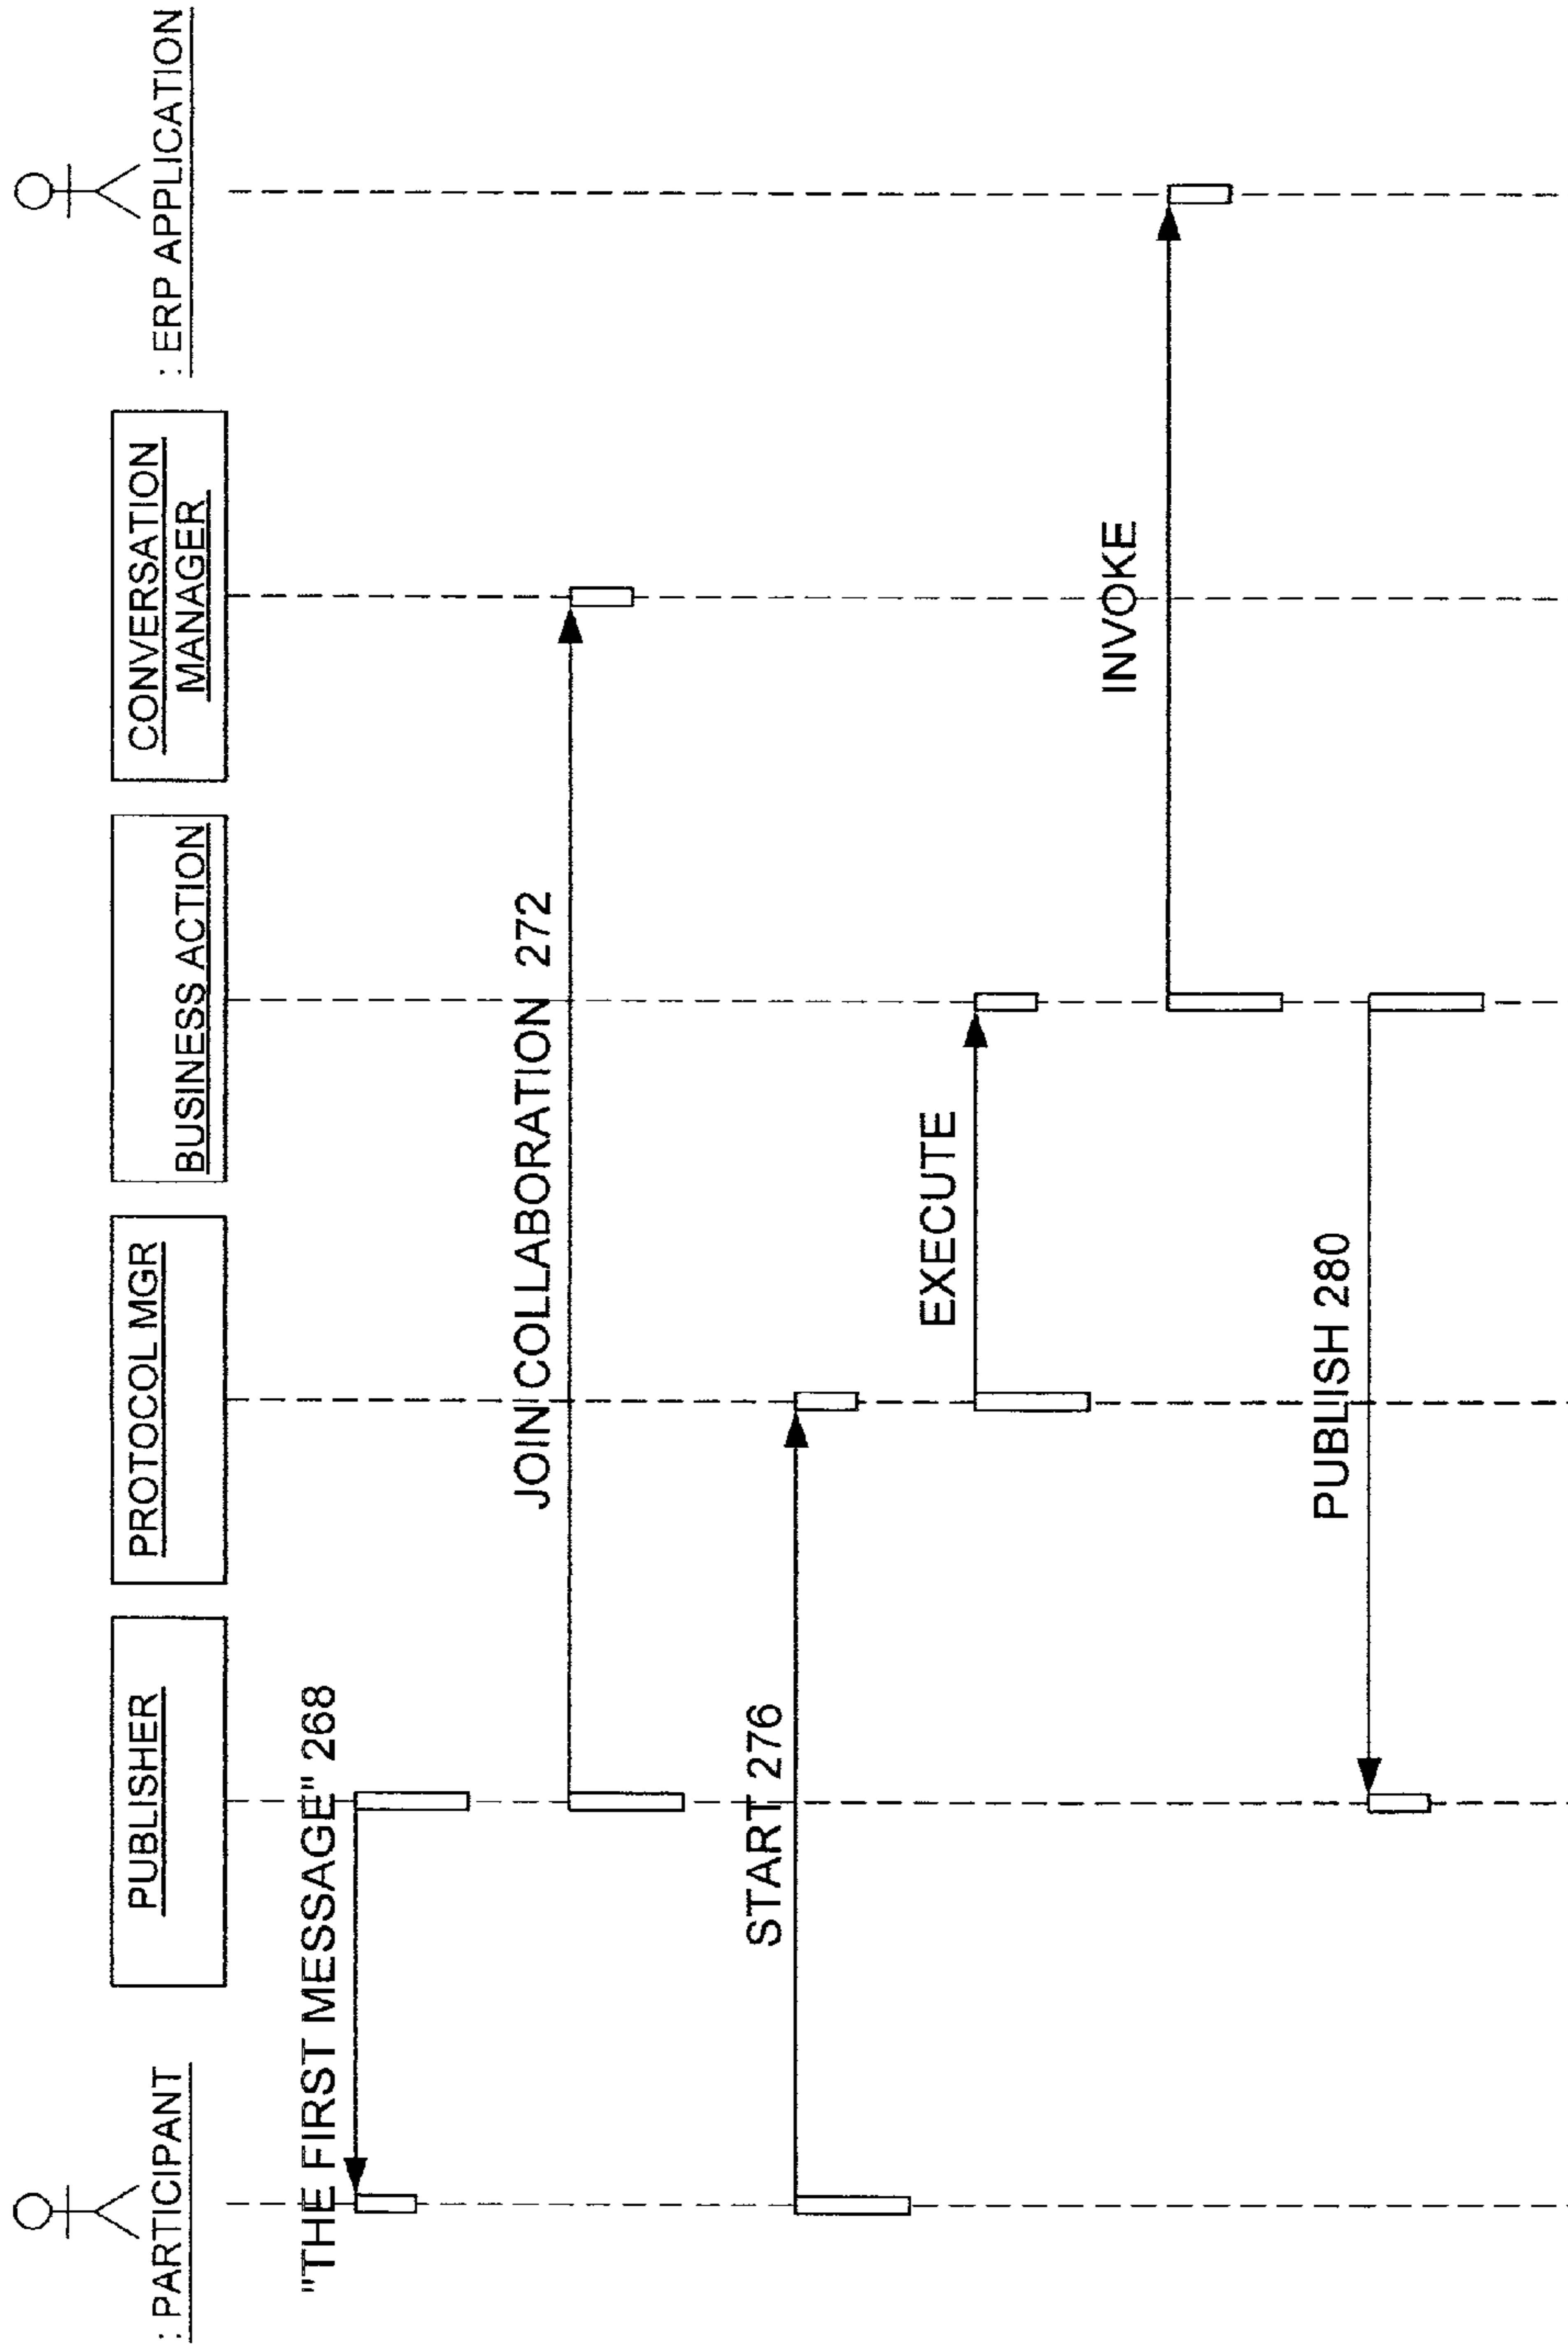 : PARTICIPANT
PUBLISHER
PROTOCOL MGR
BUSINESS ACTION
CONVERSATION
MANAGER
: ERP APPLICATION
"THE FIRST MESSAGE" 268
JOIN COLLABORATION 272
START 276
EXECUTE
INVOKE
PUBLISH 280